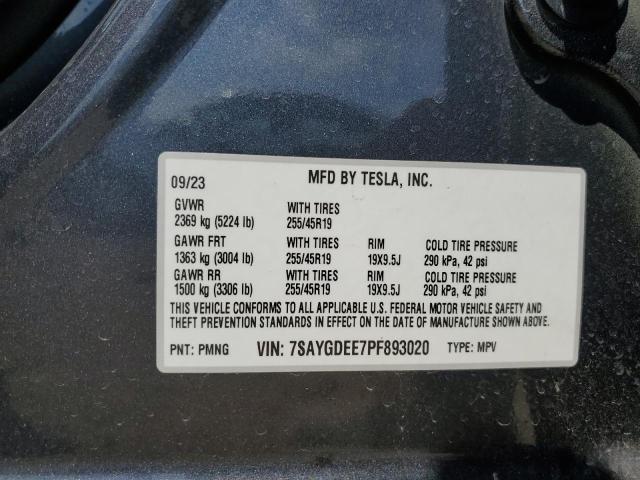 09/23 MFD BY TESLA, INC.
GVWR WITH TIRES
2369 kg (5224 lb) 255/45R19
GAWR FRT WITH TIRES RIM COLD TIRE PRESSURE
1363 kg (3004 lb) 255/45R19 19X9.5J 290 kPa, 42 psi
GAWR RR WITH TIRES RIM COLD TIRE PRESSURE
1500 kg (3306 lb) 255/45R19 19X9.5J 290 kPa, 42 psi
THIS VEHICLE CONFORMS TO ALL APPLICABLE U.S. FEDERAL MOTOR VEHICLE SAFETY AND
THEFT PREVENTION STANDARDS IN EFFECT ON THE DATE OF MANUFACTURE SHOWN ABOVE.
PNT: PMNG VIN: 7SAYGDEE7PF893020 TYPE: MPV